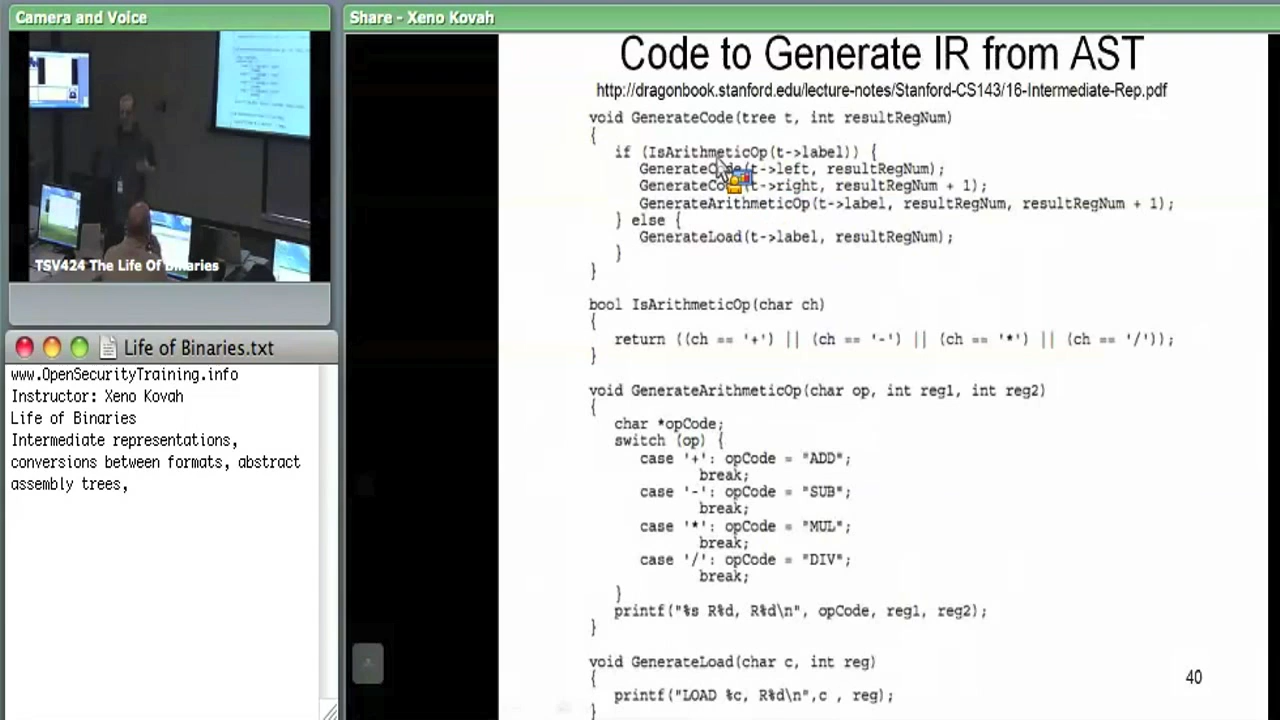 Camera and Voice
TSV424 The Life Of Binaries
Life of Binaries.txt
www.OpenSecurityTraining.info
Instructor: Xeno Kovah
Life of Binaries
Intermediate representations,
conversions between formats, abstract
assembly trees,
Share - Xeno Kovah
Code to Generate IR from AST
http://dragonbook.stanford.edu/lecture-notes/Stanford-CS143/16-Intermediate-Rep.pdf
void GenerateCode(tree t, int resultRegNum)
{
if (IsArithmeticOp(t->label)) {
GenerateCode(t->left, resultRegNum);
GenerateCode(t->right, resultRegNum + 1);
GenerateArithmeticOp(t->label, resultRegNum, resultRegNum + 1);
} else {
GenerateLoad(t->label, resultRegNum);
}
}
bool IsArithmeticOp(char ch)
{
return ((ch == '+') || (ch == '-') || (ch == '*') || (ch == '/'));
}
void GenerateArithmeticOp(char op, int reg1, int reg2)
{
char *opCode;
switch (op) {
case '+': opCode = "ADD";
break;
case '-': opCode = "SUB";
break;
case '*': opCode = "MUL";
break;
case '/': opCode = "DIV";
break;
}
printf("%s R%d, R%d\n", opCode, reg1, reg2);
}
void GenerateLoad(char c, int reg)
{
printf("LOAD %c, R%d\n",c , reg);
}
40